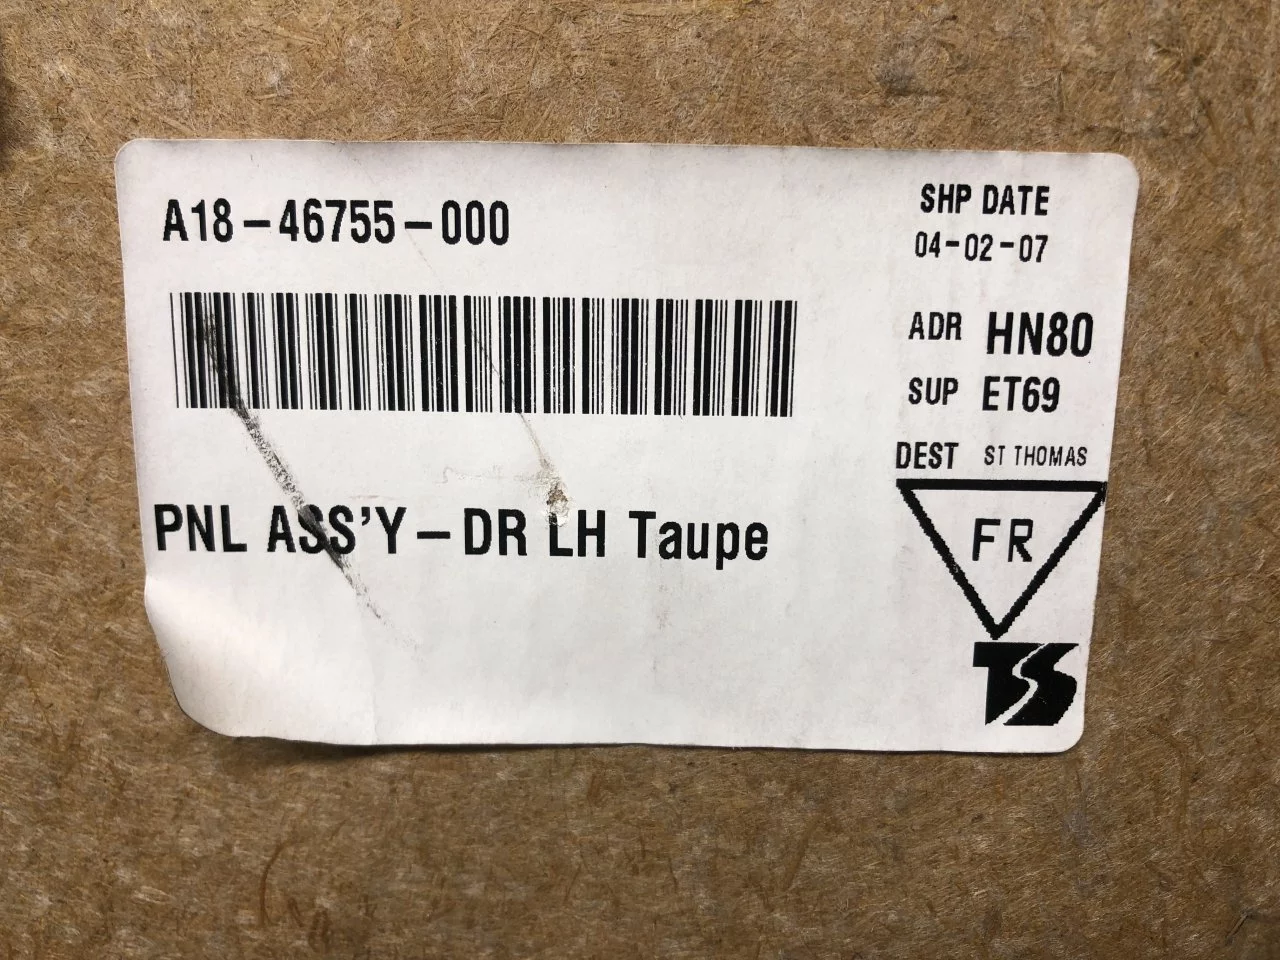 A18-46755-000
PNL ASS'Y-DR LH Taupe
SHP DATE
04-02-07
ADR HN80
SUP ET69
DEST ST THOMAS
FR
TS